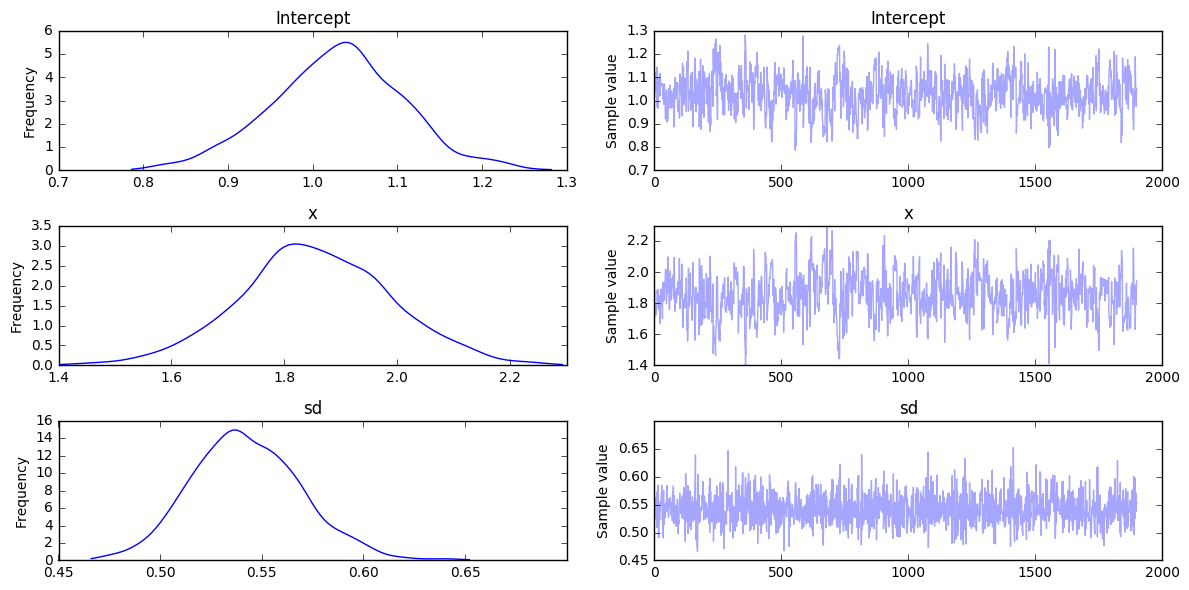 Intercept
Frequency
6
5
4
3
2
1
0
0.7 0.8 0.9 1.0 1.1 1.2 1.3
Intercept
Sample value
1.3
1.2
1.1
1.0
0.9
0.8
0.7
0 500 1000 1500 2000
x
Frequency
3.5
3.0
2.5
2.0
1.5
1.0
0.5
0.0
1.4 1.6 1.8 2.0 2.2
x
Sample value
2.2
2.0
1.8
1.6
1.4
0 500 1000 1500 2000
sd
Frequency
16
14
12
10
8
6
4
2
0
0.45 0.50 0.55 0.60 0.65
sd
Sample value
0.65
0.60
0.55
0.50
0.45
0 500 1000 1500 2000